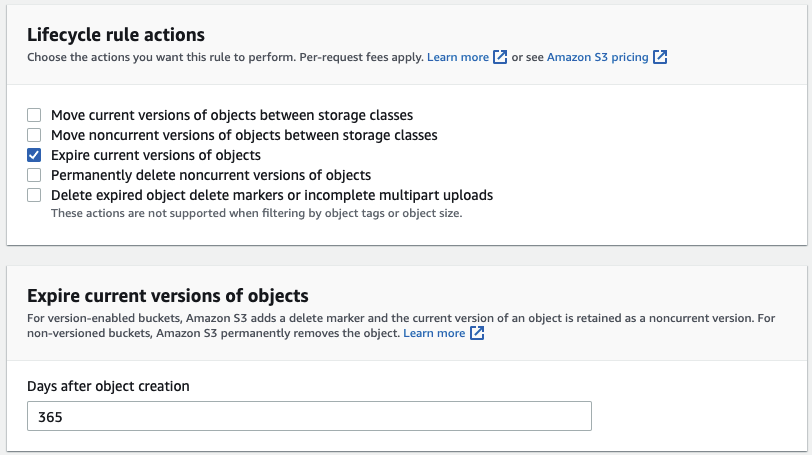 Lifecycle rule actions
Choose the actions you want this rule to perform. Per-request fees apply. Learn more or see Amazon S3 pricing
Move current versions of objects between storage classes
Move noncurrent versions of objects between storage classes
Expire current versions of objects
Permanently delete noncurrent versions of objects
Delete expired object delete markers or incomplete multipart uploads
These actions are not supported when filtering by object tags or object size.
Expire current versions of objects
For version-enabled buckets, Amazon S3 adds a delete marker and the current version of an object is retained as a noncurrent version. For
non-versioned buckets, Amazon S3 permanently removes the object. Learn more
Days after object creation
365